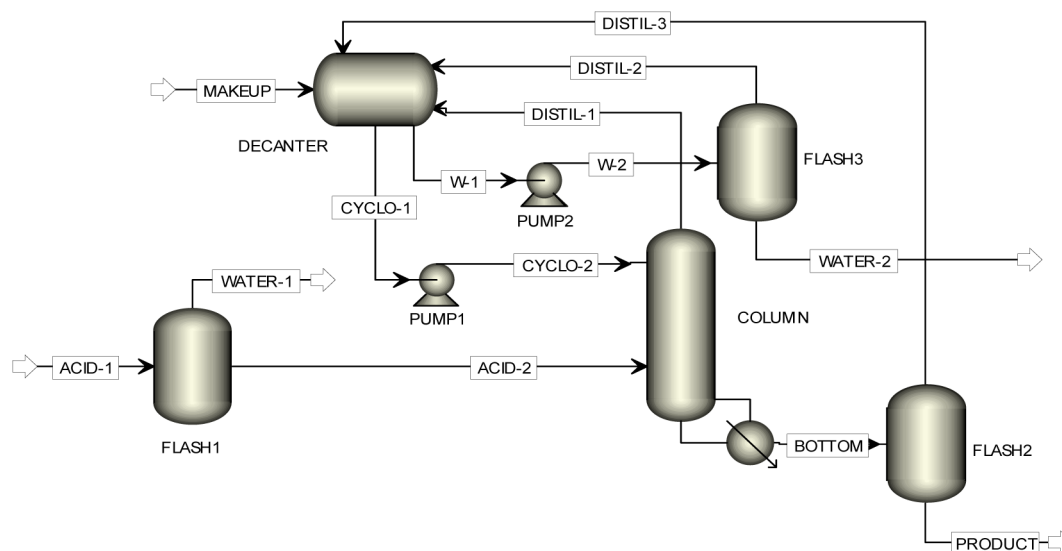 DISTIL-3
DISTIL-2
MAKEUP
DISTIL-1
DECANTER
FLASH3
W-2
W-1
CYCLO-1
PUMP2
CYCLO-2
WATER-2
WATER-1
PUMP1
COLUMN
ACID-1
ACID-2
FLASH1
BOTTOM
FLASH2
PRODUCT